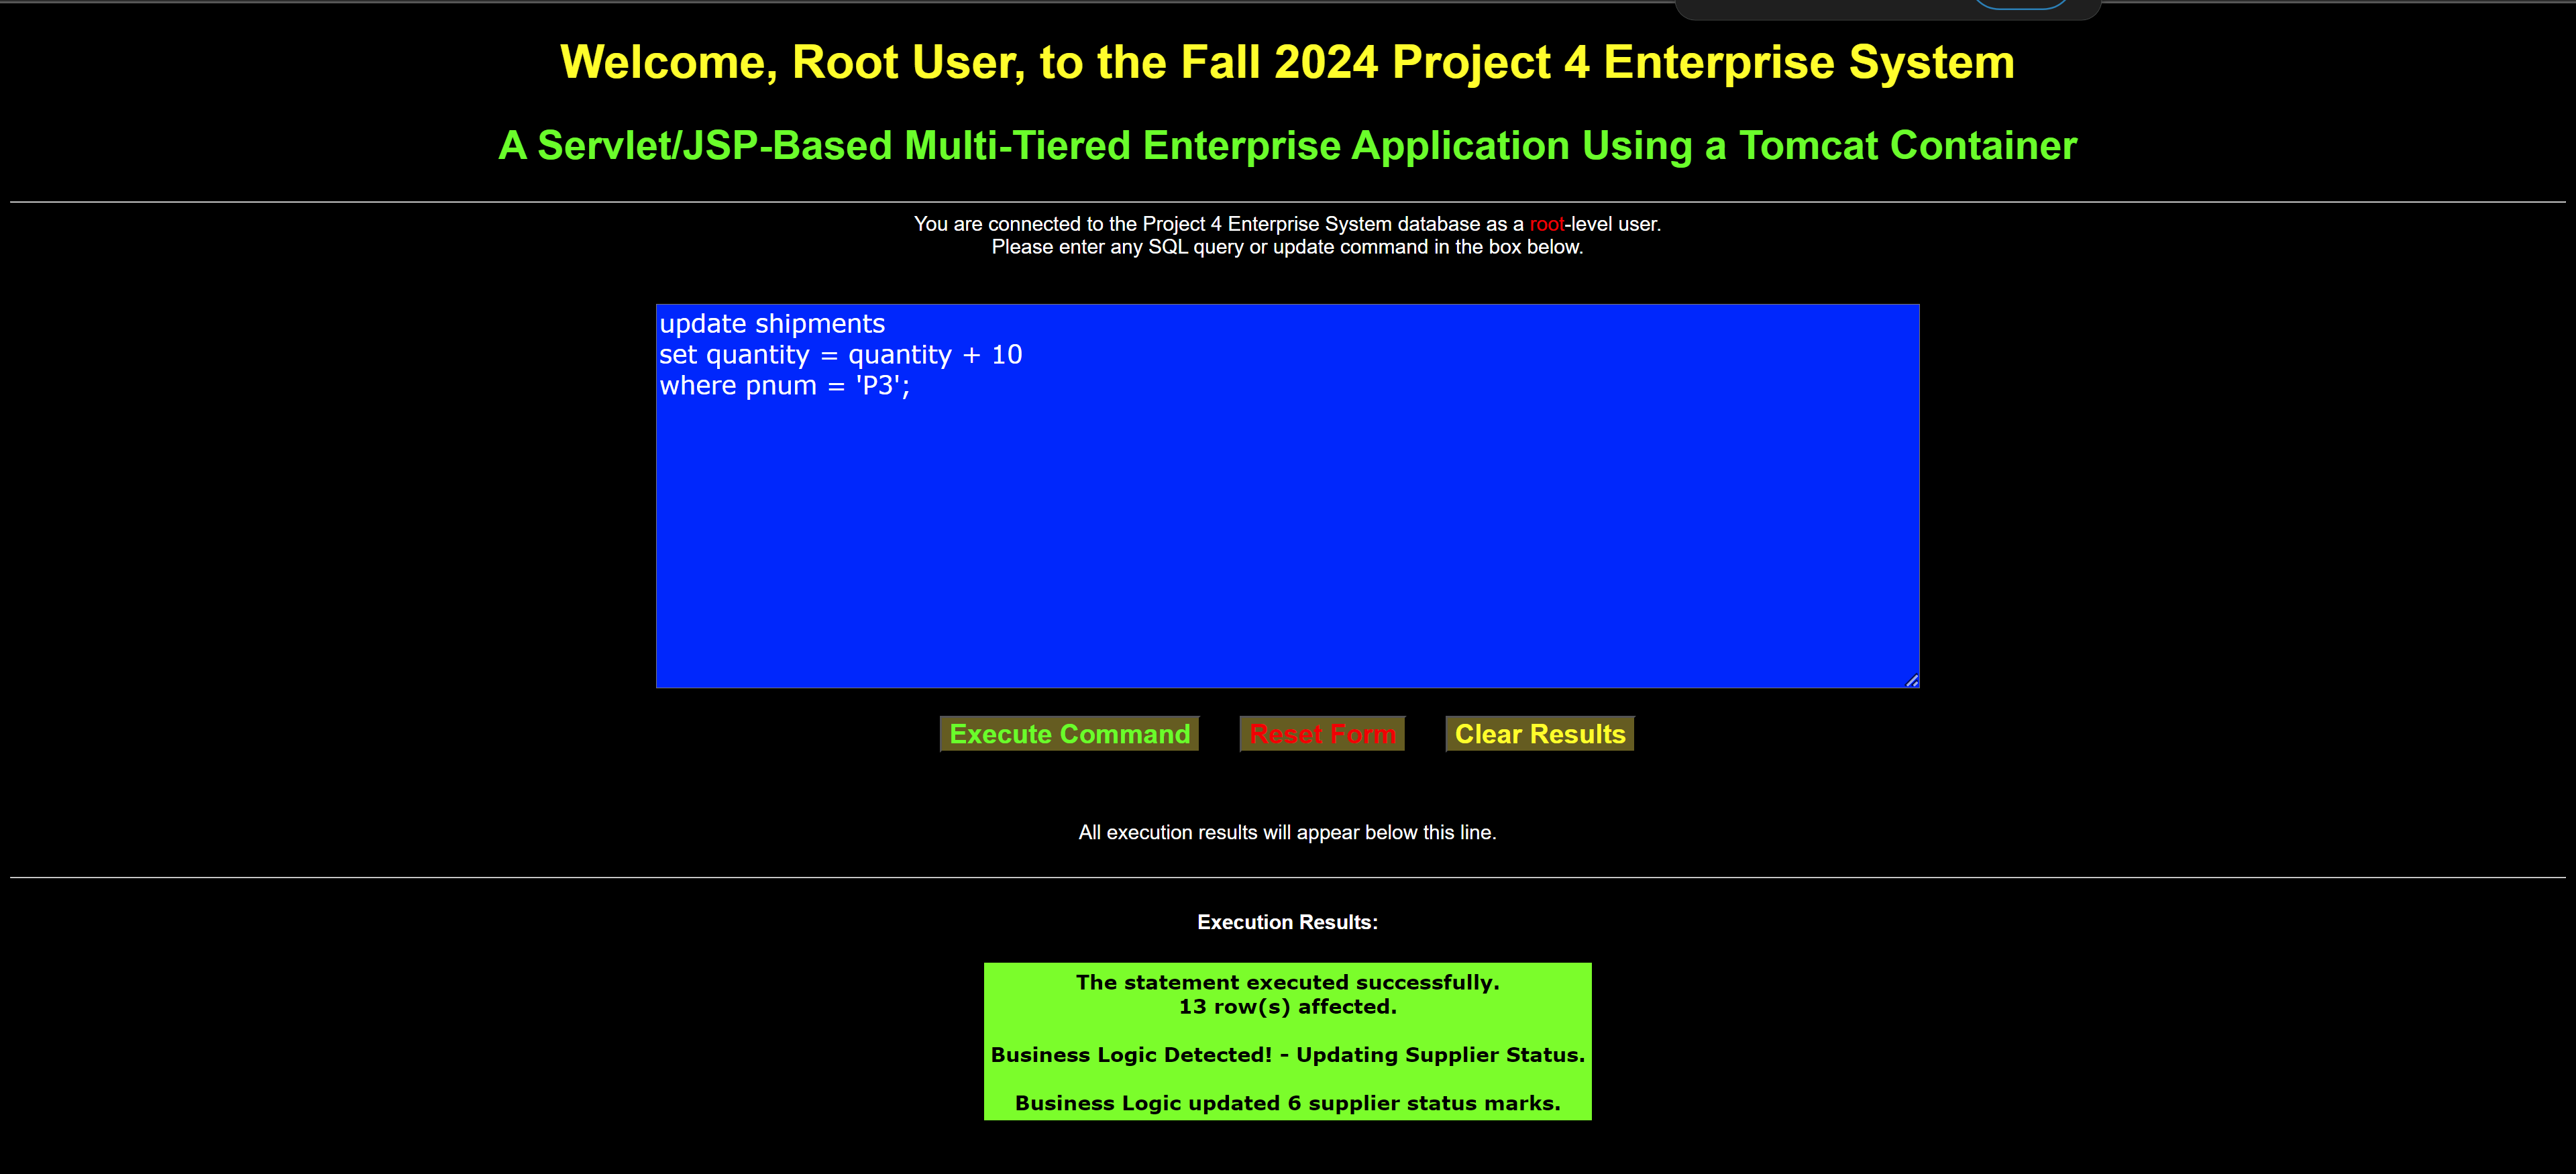 Welcome, Root User, to the Fall 2024 Project 4 Enterprise System
A Servlet/JSP-Based Multi-Tiered Enterprise Application Using a Tomcat Container
You are connected to the Project 4 Enterprise System database as a root-level user.
Please enter any SQL query or update command in the box below.
update shipments
set quantity = quantity + 10
where pnum = 'P3';
Execute Command
Reset Form
Clear Results
All execution results will appear below this line.
Execution Results:
The statement executed successfully.
13 row(s) affected.
Business Logic Detected! - Updating Supplier Status.
Business Logic updated 6 supplier status marks.